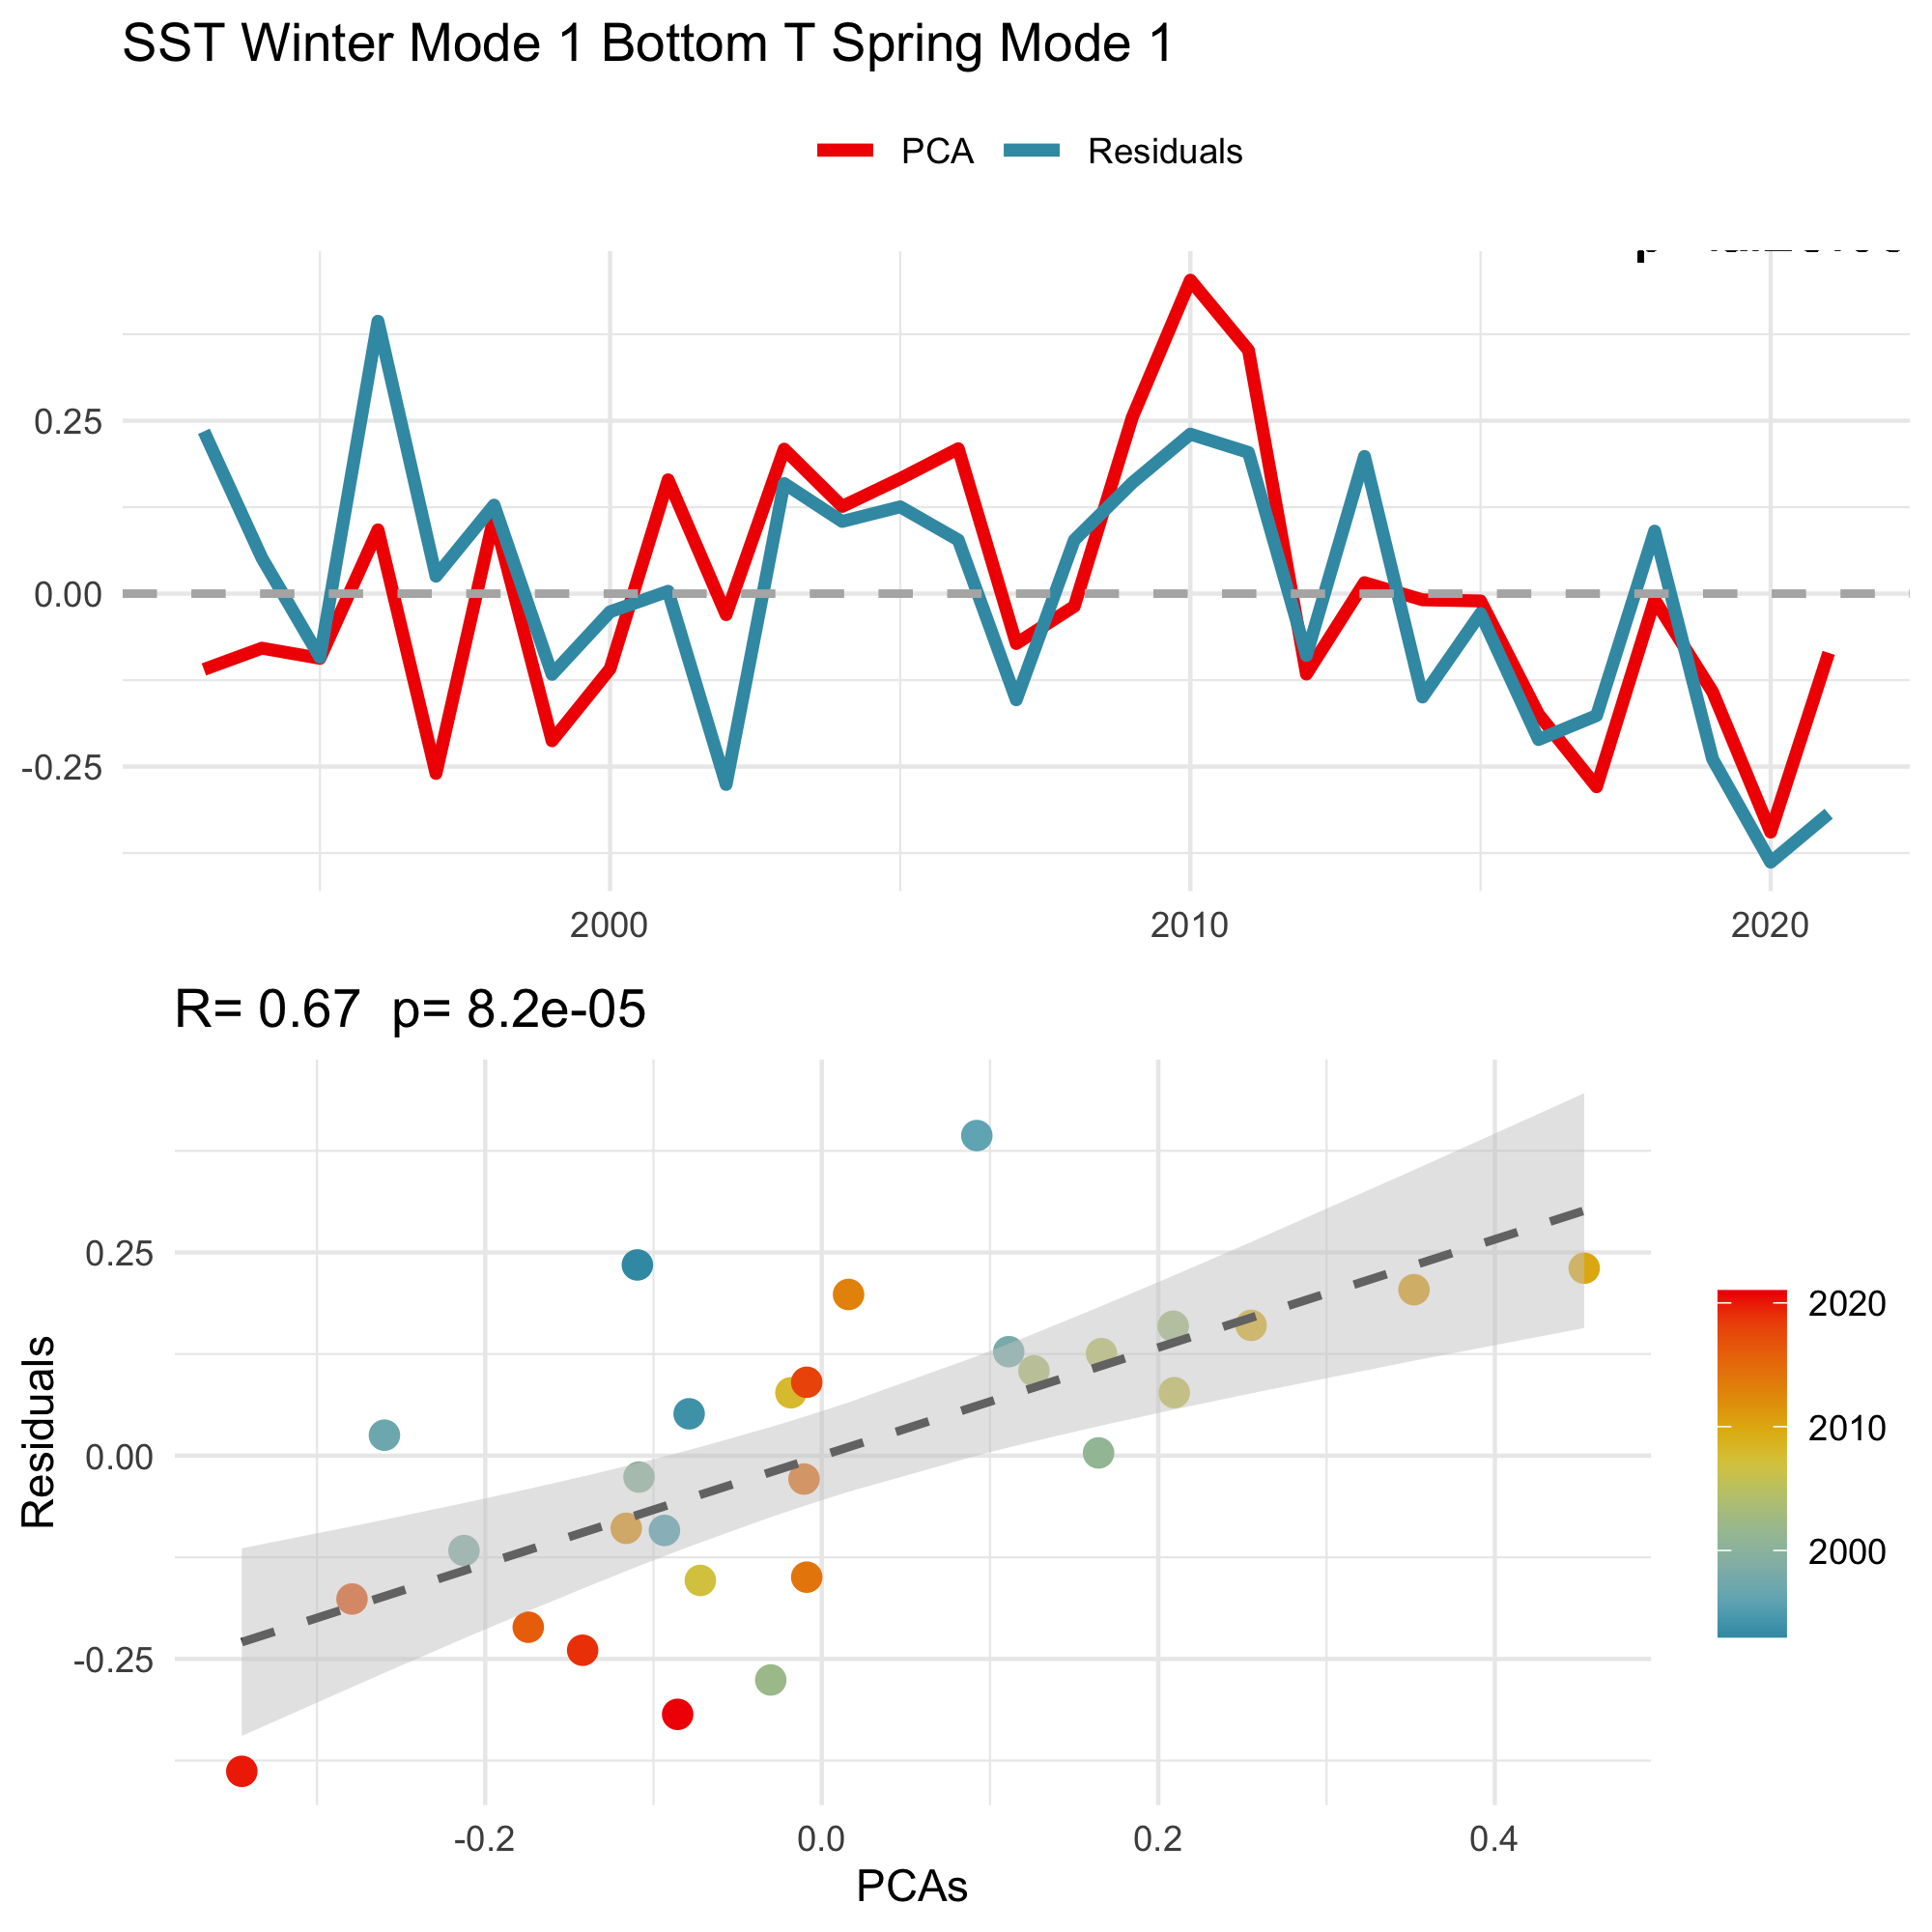 SST Winter Mode 1 Bottom T Spring Mode 1
PCA Residuals
0.25
0.00
-0.25
2000 2010 2020
R= 0.67 p= 8.2e-05
Residuals
0.25
0.00
-0.25
-0.2 0.0 0.2 0.4
PCAs
2020
2010
2000